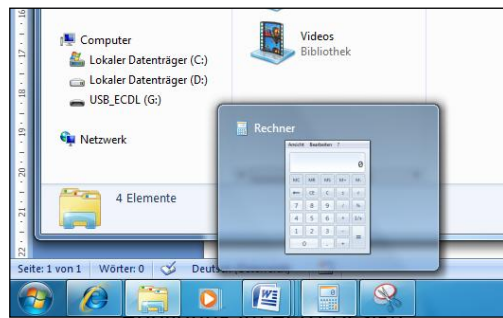 Computer
Lokaler Datenträger (C:)
Lokaler Datenträger (D:)
USB_ECDL (G:)
Netzwerk
Videos
Bibliothek
16
17
18
19
20
21
22
16
4 Elemente
Rechner
Ansicht Bearbeiten ?
0
MC MR MS M+ M-
CE C
7 8 9 / %
4 5 6 * 1/x
1 2 3 - =
0 . +
Seite: 1 von 1 Wörter: 0